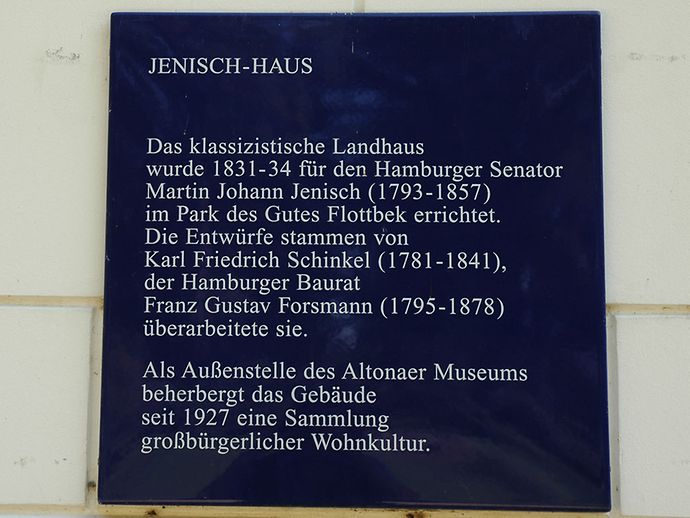 JENISCH-HAUS
Das klassizistische Landhaus
wurde 1831-34 für den Hamburger Senator
Martin Johann Jenisch (1793-1857)
im Park des Gutes Flottbek errichtet.
Die Entwürfe stammen von
Karl Friedrich Schinkel (1781-1841),
der Hamburger Baurat
Franz Gustav Forsmann (1795-1878)
überarbeitete sie.
Als Außenstelle des Altonaer Museums
beherbergt das Gebäude
seit 1927 eine Sammlung
großbürgerlicher Wohnkultur.